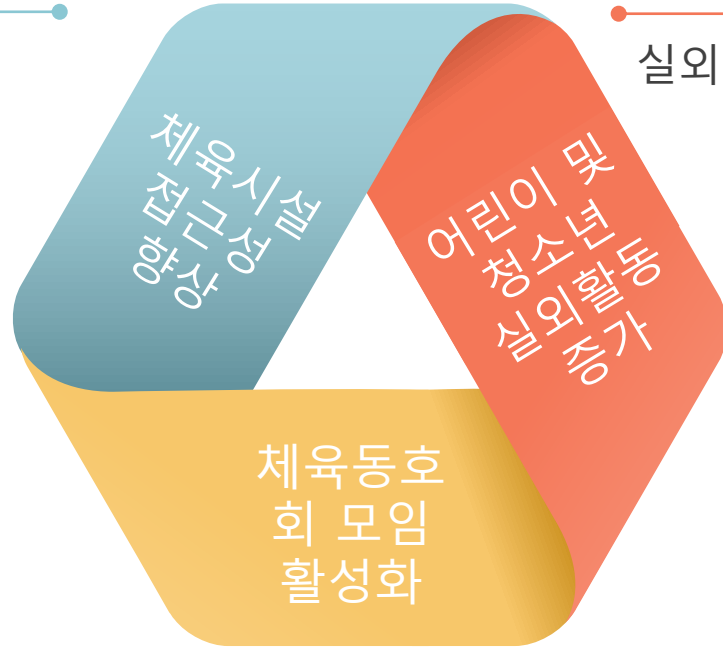 체육시설
접근성
향상
실외
어린이 및
청소년
실외활동
증가
체육동호
회 모임
활성화